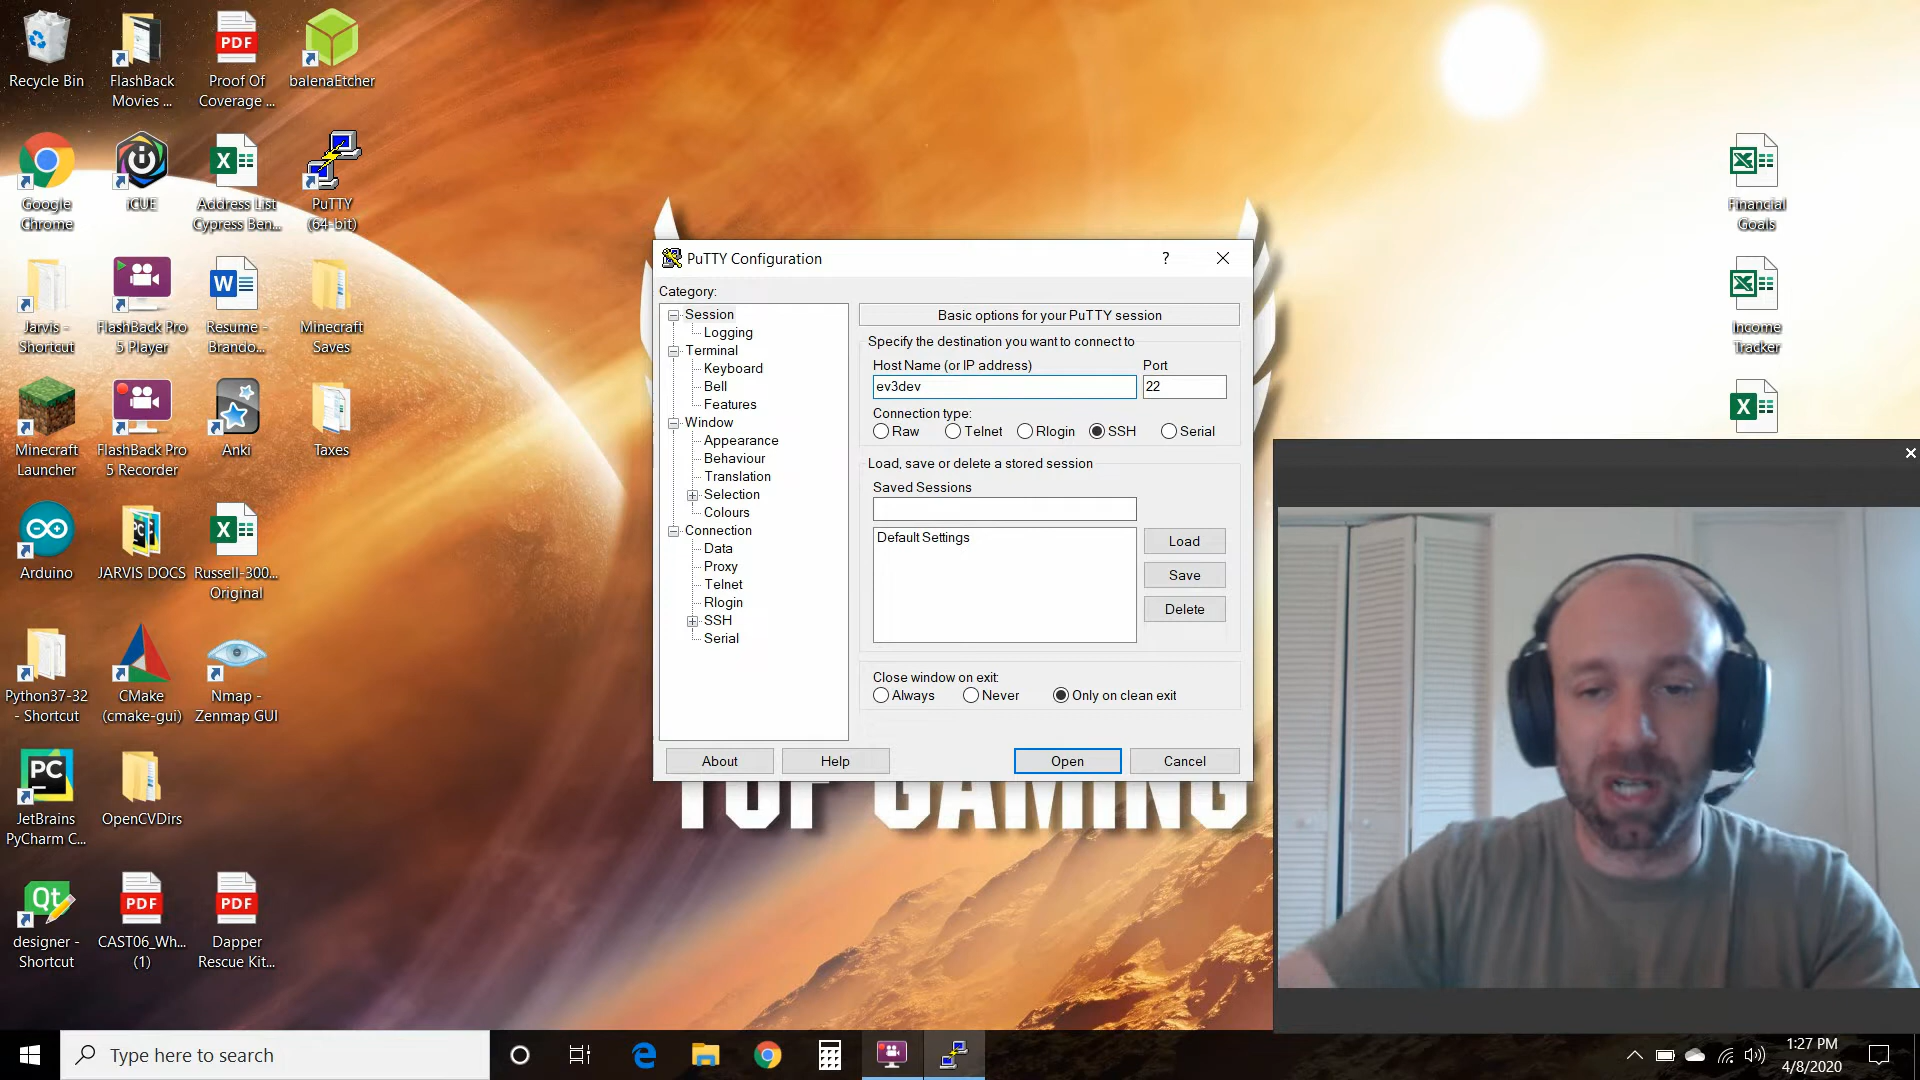 Recycle Bin
FlashBack
Movies ...
PDF
Proof Of
Coverage ...
balenaEtcher
Google
Chrome
iCUE
X
Address List
Cypress Ben...
PuTTY
(64-bit)
Jarvis -
Shortcut
FlashBack Pro
5 Player
W
Resume -
Brando...
Minecraft
Saves
Minecraft
Launcher
FlashBack Pro
5 Recorder
Anki
Taxes
Arduino
JARVIS DOCS
X
Russell-300...
Original
Python37-32
- Shortcut
CMake
(cmake-gui)
Nmap -
Zenmap GUI
PC
JetBrains
PyCharm C...
OpenCVDirs
Qt
designer -
Shortcut
PDF
CAST06_Wh...
(1)
PDF
Dapper
Rescue Kit...
PuTTY Configuration
?
Category:
Session
Logging
Terminal
Keyboard
Bell
Features
Window
Appearance
Behaviour
Translation
Selection
Colours
Connection
Data
Proxy
Telnet
Rlogin
SSH
Serial
Basic options for your PuTTY session
Specify the destination you want to connect to
Host Name (or IP address)
Port
ev3dev
22
Connection type:
Raw
Telnet
Rlogin
SSH
Serial
Load, save or delete a stored session
Saved Sessions
Default Settings
Load
Save
Delete
Close window on exit:
Always
Never
Only on clean exit
About
Help
Open
Cancel
TUF GAMING
X
Financial
Goals
X
Income
Tracker
X
Type here to search
1:27 PM
4/8/2020